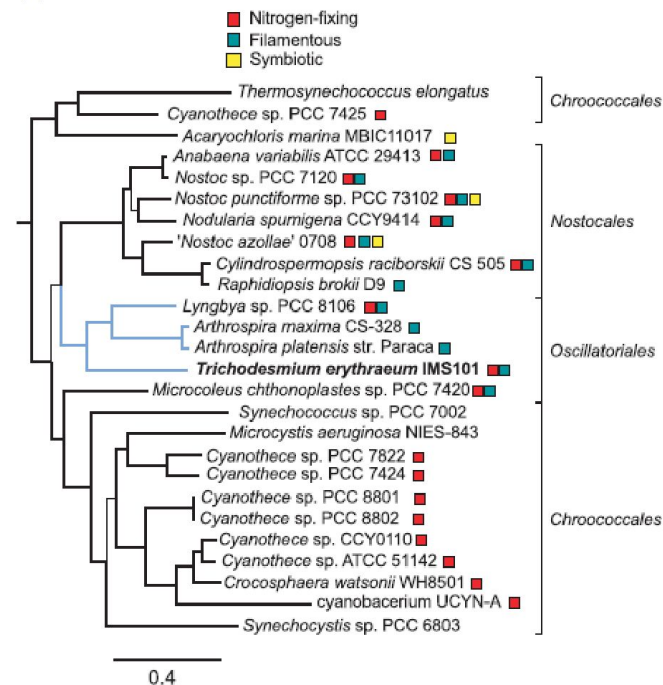 Nitrogen-fixing
Filamentous
Symbiotic
Thermosynechococcus elongatus
Chroococcales
Cyanothece sp. PCC 7425
Acaryochloris marina MBIC11017
Anabaena variabilis ATCC 29413
Nostoc sp. PCC 7120
Nostoc punctiforme sp. PCC 73102
Nodularia spumigena CCY9414
Nostocales
'Nostoc azollae' 0708
Cylindrospermopsis raciborskii CS 505
Raphidiopsis brokii D9
Lyngbya sp. PCC 8106
Arthrospira maxima CS-328
Arthrospira platensis str. Paraca
Oscillatoriales
Trichodesmium erythraeum IMS101
Microcoleus chthonoplastes sp. PCC 7420
Synechococcus sp. PCC 7002
Microcystis aeruginosa NIES-843
Cyanothece sp. PCC 7822
Cyanothece sp. PCC 7424
Cyanothece sp. PCC 8801
Cyanothece sp. PCC 8802
Chroococcales
Cyanothece sp. CCY0110
Cyanothece sp. ATCC 51142
Crocosphaera watsonii WH8501
cyanobacerium UCYN-A
Synechocystis sp. PCC 6803
0.4